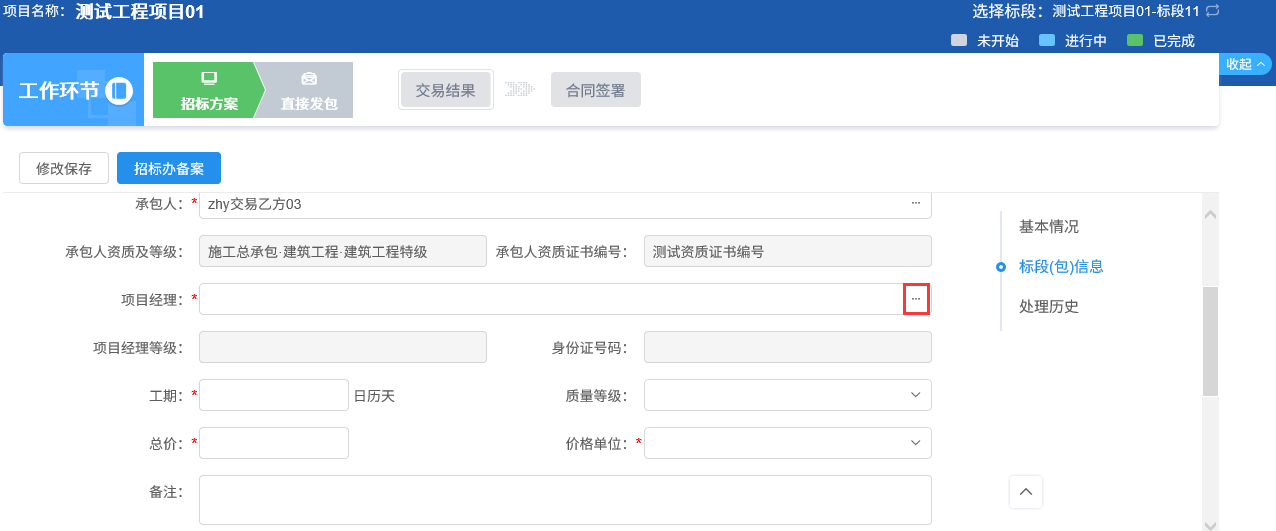 项目名称： 测试工程项目01
选择标段：测试工程项目01-标段11
未开始 进行中 已完成
工作环节
招标方案
直接发包
交易结果
合同签署
收起
修改保存 招标办备案
承包人：* zhy交易乙方03 ...
承包人资质及等级： 施工总承包·建筑工程·建筑工程特级 承包人资质证书编号： 测试资质证书编号
项目经理：* ...
项目经理等级： 身份证号码：
工期：* 日历天 质量等级：
总价：* 价格单位：*
备注：
基本情况
标段(包)信息
处理历史